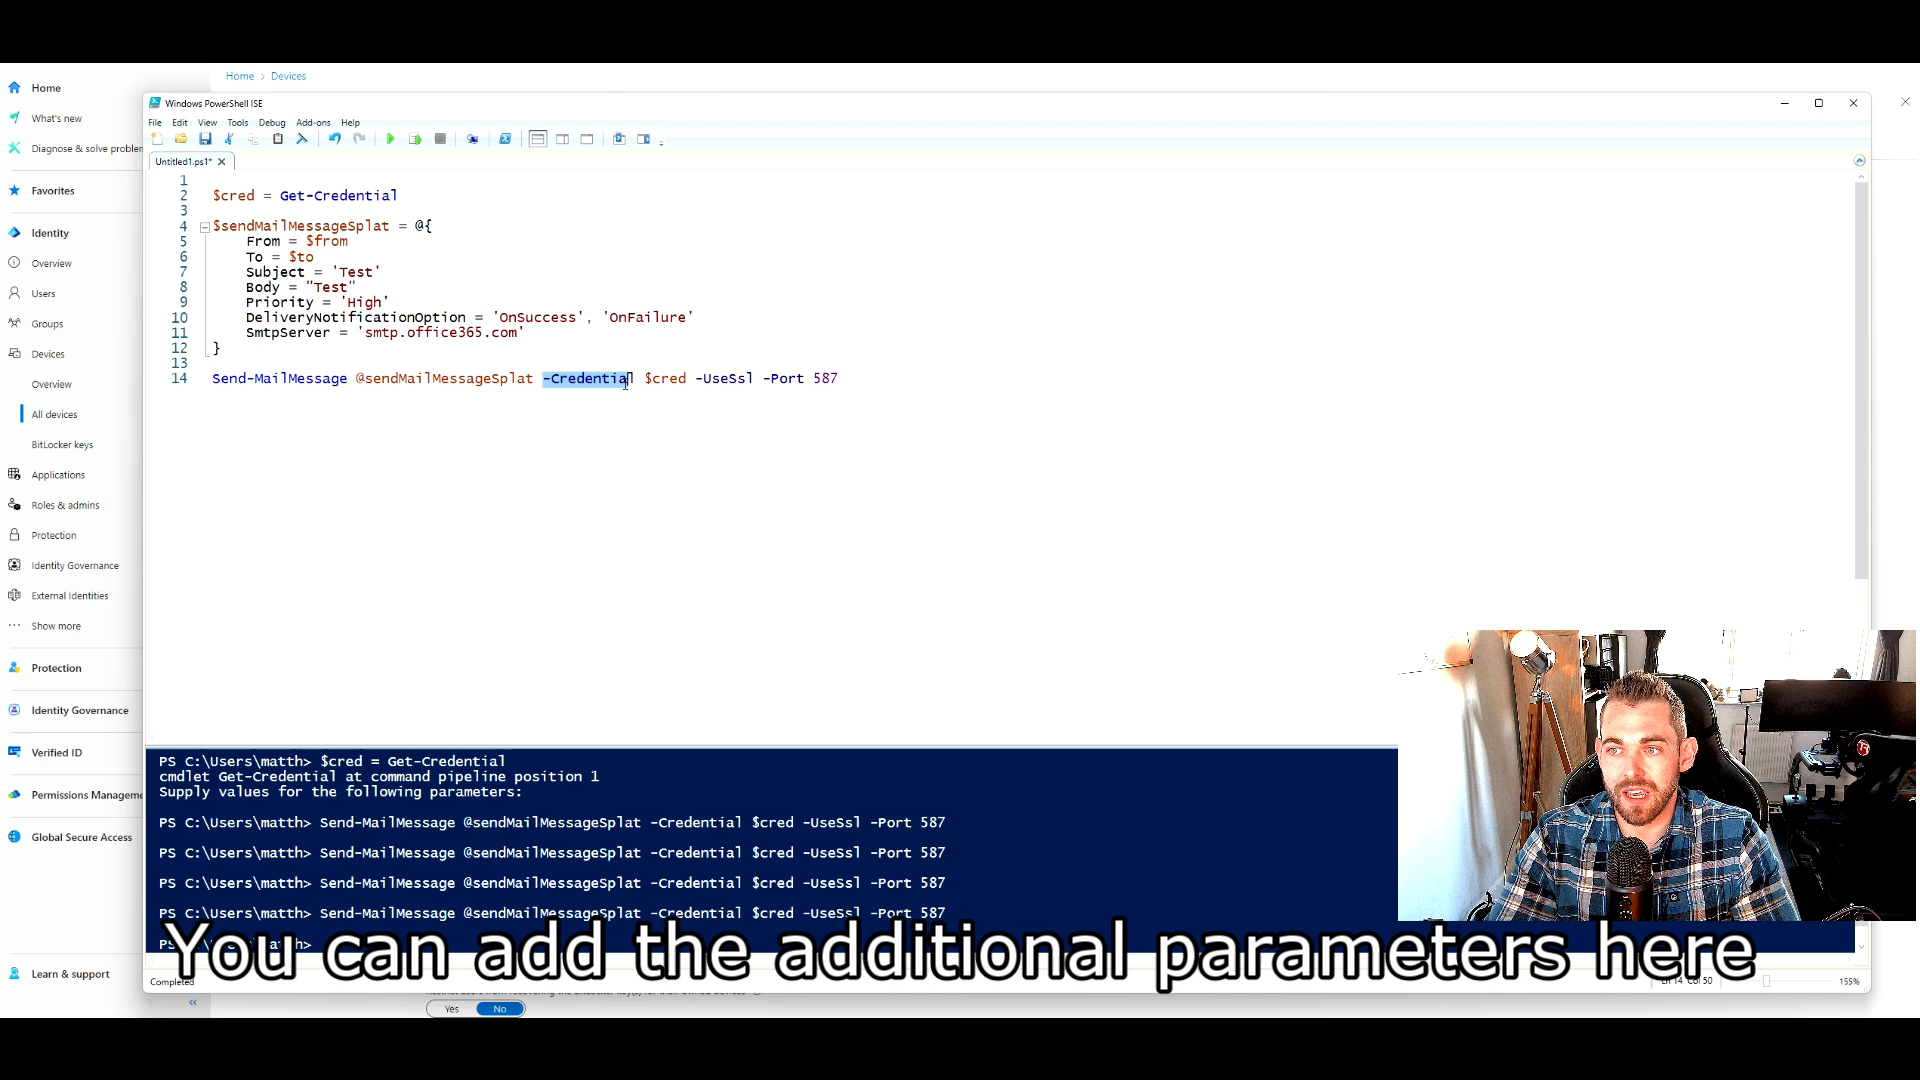 Home > Devices
Home
What's new
Diagnose & solve problem
Favorites
Identity
Overview
Users
Groups
Devices
Overview
All devices
BitLocker keys
Applications
Roles & admins
Protection
Identity Governance
External Identities
Show more
Protection
Identity Governance
Verified ID
Permissions Manageme
Global Secure Access
Learn & support
Windows PowerShell ISE
File Edit View Tools Debug Add-ons Help
Untitled1.ps1*
1
2 $cred = Get-Credential
3
4 $sendMailMessageSplat = @{
5 From = $from
6 To = $to
7 Subject = 'Test'
8 Body = "Test"
9 Priority = 'High'
10 DeliveryNotificationOption = 'OnSuccess', 'OnFailure'
11 SmtpServer = 'smtp.office365.com'
12 }
13
14 Send-MailMessage @sendMailMessageSplat -Credential $cred -UseSsl -Port 587
PS C:\Users\matth> $cred = Get-Credential
cmdlet Get-Credential at command pipeline position 1
Supply values for the following parameters:
PS C:\Users\matth> Send-MailMessage @sendMailMessageSplat -Credential $cred -UseSsl -Port 587
PS C:\Users\matth> Send-MailMessage @sendMailMessageSplat -Credential $cred -UseSsl -Port 587
PS C:\Users\matth> Send-MailMessage @sendMailMessageSplat -Credential $cred -UseSsl -Port 587
PS C:\Users\matth> Send-MailMessage @sendMailMessageSplat -Credential $cred -UseSsl -Port 587
You can add the additional parameters here
Completed
Ln 14 Col 50
155%
Yes No